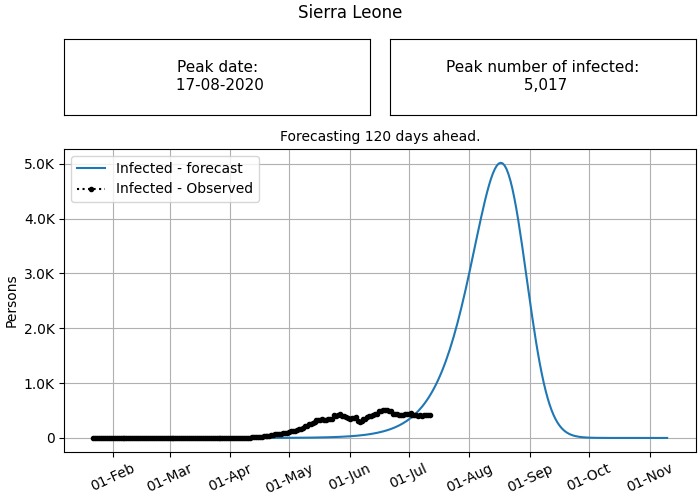 Sierra Leone
Peak date:
17-08-2020
Peak number of infected:
5,017
Forecasting 120 days ahead.
Infected - forecast
Infected - Observed
5.0K
4.0K
3.0K
2.0K
1.0K
0
Persons
01-Feb
01-Mar
01-Apr
01-May
01-Jun
01-Jul
01-Aug
01-Sep
01-Oct
01-Nov